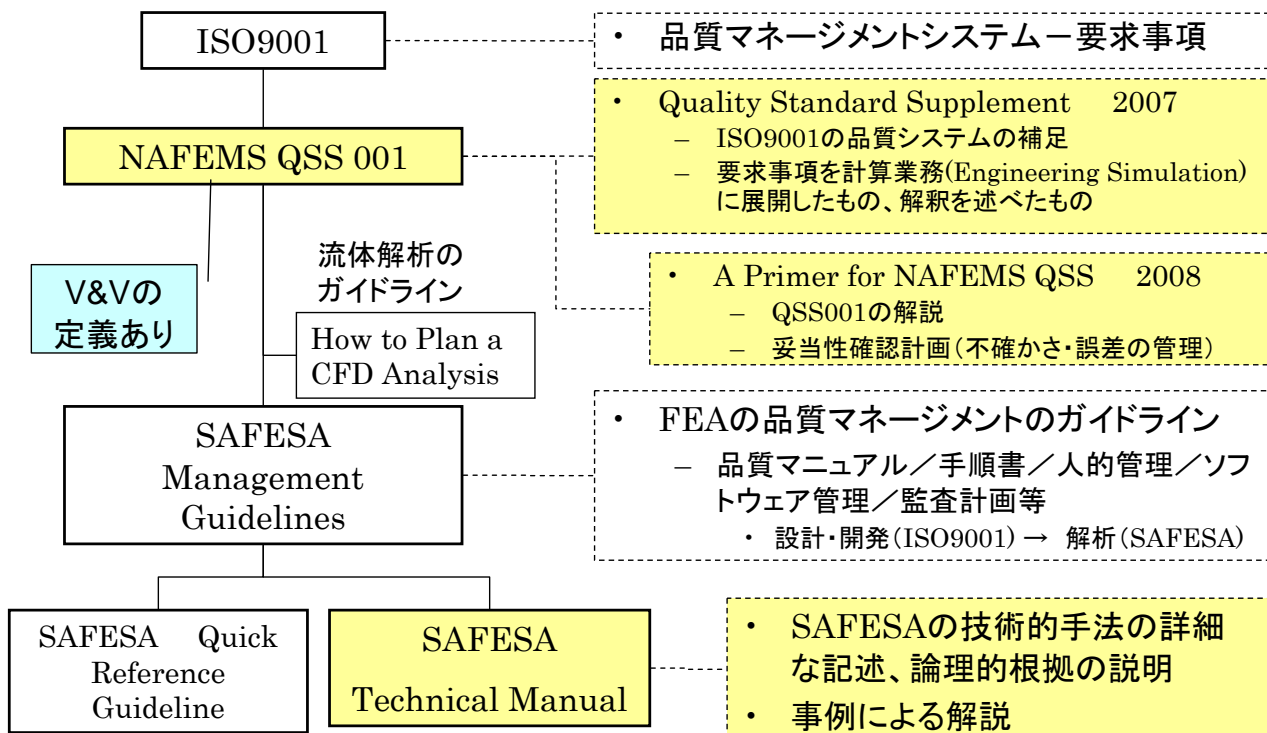 ISO9001
・ 品質マネージメントシステム－要求事項
・ Quality Standard Supplement 2007
– ISO9001の品質システムの補足
– 要求事項を計算業務(Engineering Simulation)
に展開したもの、解釈を述べたもの
NAFEMS QSS 001
V&Vの
定義あり
流体解析の
ガイドライン
How to Plan a
CFD Analysis
・ A Primer for NAFEMS QSS 2008
– QSS001の解説
– 妥当性確認計画（不確かさ・誤差の管理）
SAFESA
Management
Guidelines
・ FEAの品質マネージメントのガイドライン
– 品質マニュアル／手順書／人的管理／ソフ
トウェア管理／監査計画等
・ 設計・開発（ISO9001) → 解析（SAFESA）
SAFESA Quick
Reference
Guideline
SAFESA
Technical Manual
・ SAFESAの技術的手法の詳細
な記述、論理的根拠の説明
・ 事例による解説